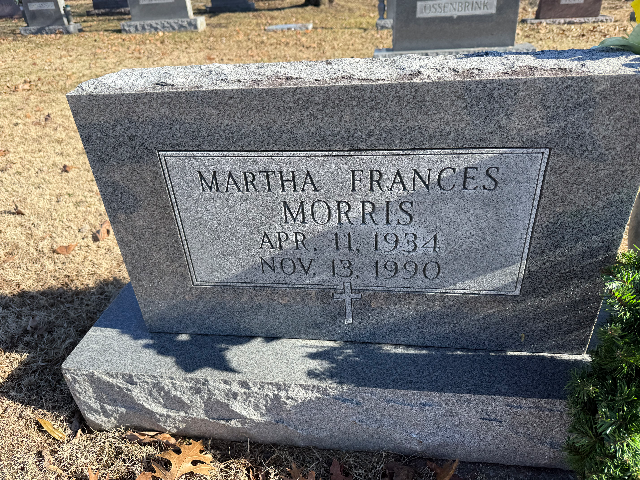 OSSENBRINK
MARTHA FRANCES
MORRIS
APR. 11, 1934
NOV. 13, 1990